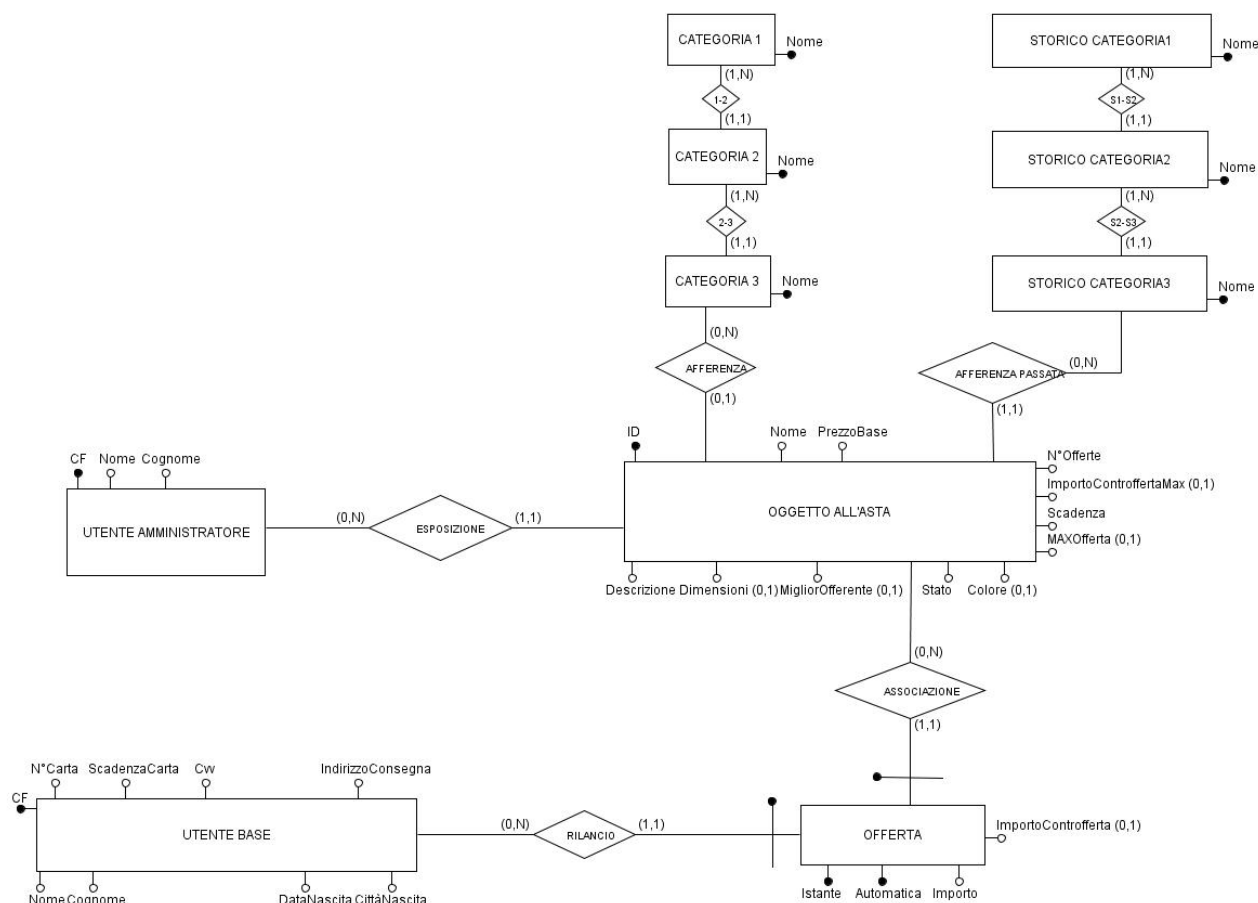 CATEGORIA 1
Nome
STORICO CATEGORIA1
Nome
(1,N)
(1,N)
1-2
S1-S2
(1,1)
(1,1)
CATEGORIA 2
Nome
STORICO CATEGORIA2
Nome
(1,N)
(1,N)
2-3
S2-S3
(1,1)
(1,1)
CATEGORIA 3
Nome
STORICO CATEGORIA3
Nome
(0,N)
(0,N)
AFFERENZA
AFFERENZA PASSATA
(0,1)
(1,1)
ID
Nome
PrezzoBase
CF
Nome
Cognome
N°Offerte
ImportoControffertaMax (0,1)
Scadenza
MAXOfferta (0,1)
UTENTE AMMINISTRATORE
(0,N)
ESPOSIZIONE
(1,1)
OGGETTO ALL'ASTA
Descrizione
Dimensioni (0,1)
MigliorOfferente (0,1)
Stato
Colore (0,1)
(0,N)
ASSOCIAZIONE
(1,1)
N°Carta
ScadenzaCarta
Cvv
IndirizzoConsegna
CF
UTENTE BASE
(0,N)
RILANCIO
(1,1)
OFFERTA
ImportoControfferta (0,1)
Nome
Cognome
DataNascita
CittàNascita
Istante
Automatica
Importo